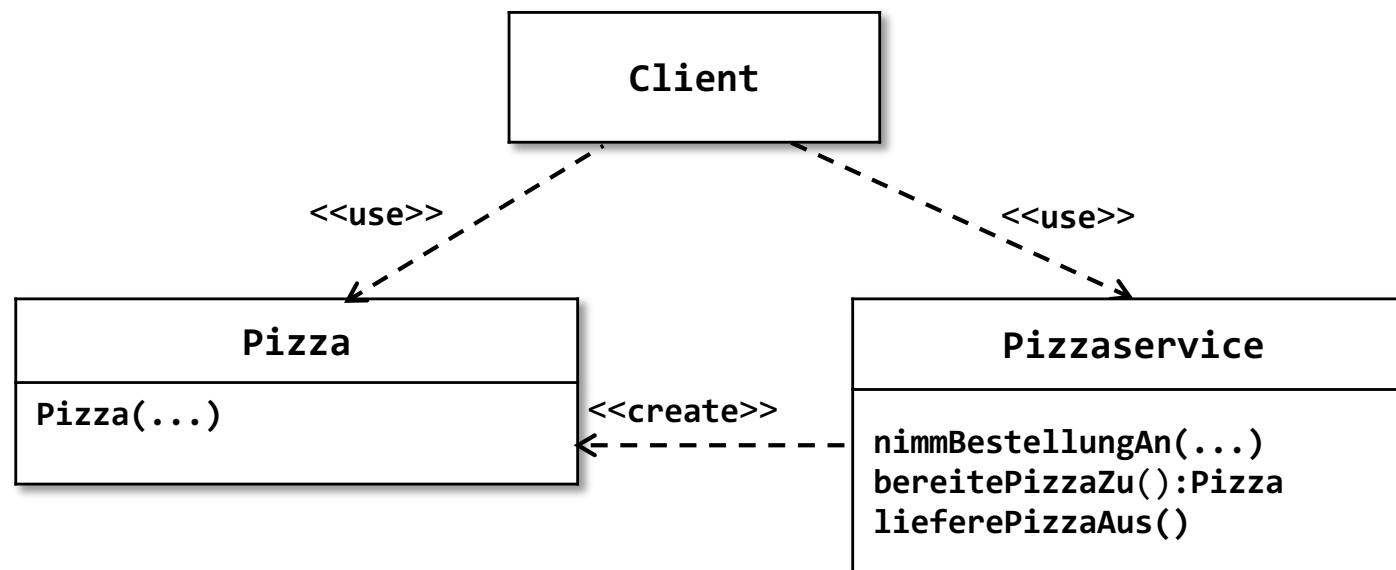 Client
<<use>>
<<use>>
Pizza
Pizza(...)
<<create>>
Pizzaservice
nimmBestellungAn(...)
bereitePizzaZu():Pizza
lieferePizzaAus()